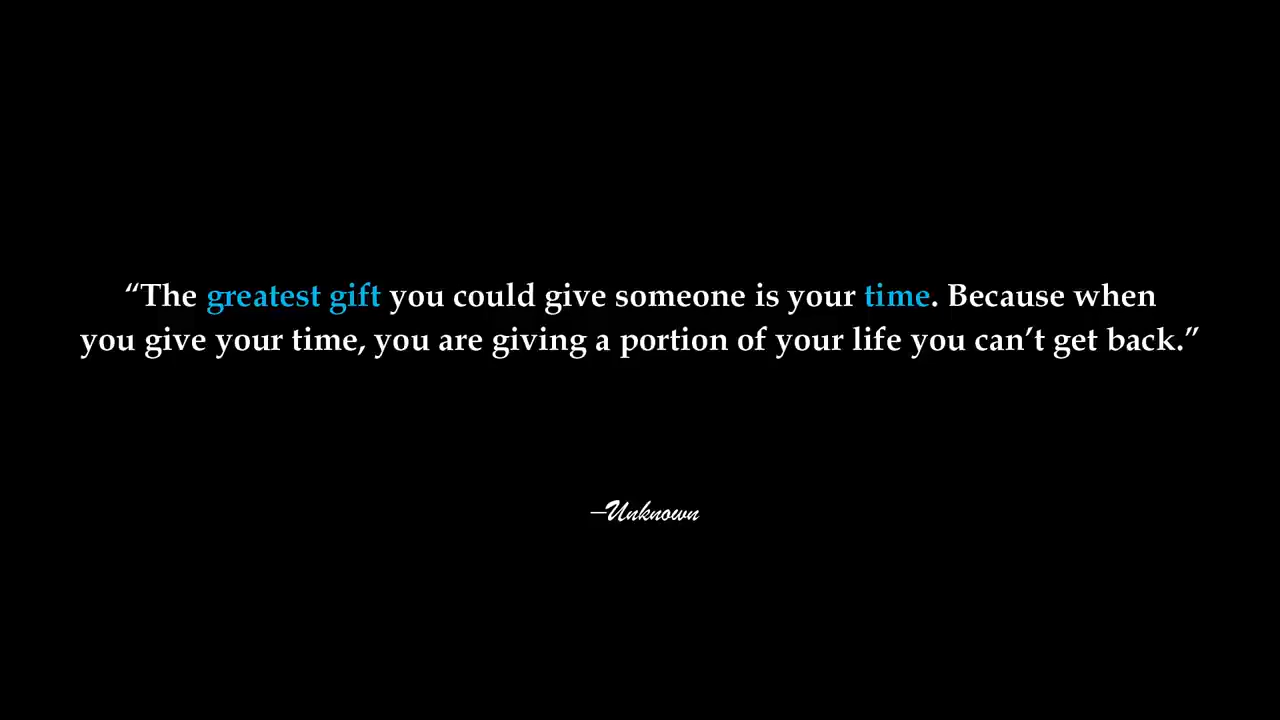 “The greatest gift you could give someone is your time. Because when
you give your time, you are giving a portion of your life you can’t get back.”
–Unknown